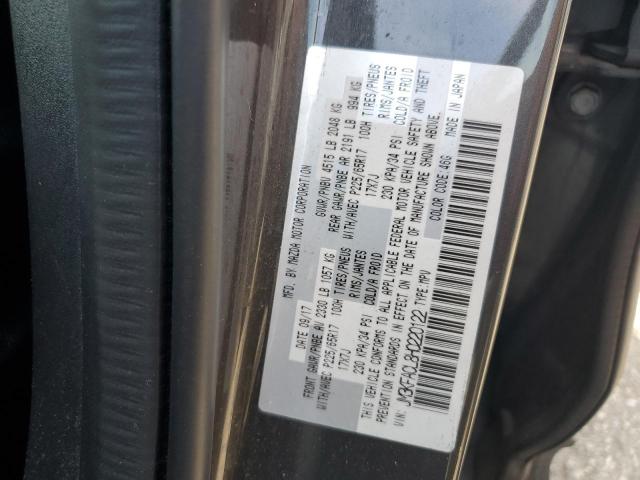 MFD. BY MAZDA MOTOR CORPORATION
DATE 09/17 GVWR/PNBV 4515 LB 2048 KG
FRONT GAWR/PNBE AV 2330 LB 1057 KG REAR GAWR/PNBE AR 2191 LB 994 KG
WITH/AVEC P225/65R17 100H TIRES/PNEUS WITH/AVEC P225/65R17 100H TIRES/PNEUS
17X7J RIMS/JANTES 17X7J RIMS/JANTES
230 KPA/34 PSI COLD/A FROID 230 KPA/34 PSI COLD/A FROID
THIS VEHICLE CONFORMS TO ALL APPLICABLE FEDERAL MOTOR VEHICLE SAFETY AND THEFT
PREVENTION STANDARDS IN EFFECT ON THE DATE OF MANUFACTURE SHOWN ABOVE.
VIN: JM3KFACL8H0220122 TYPE:MPV COLOR CODE:46G MADE IN JAPAN